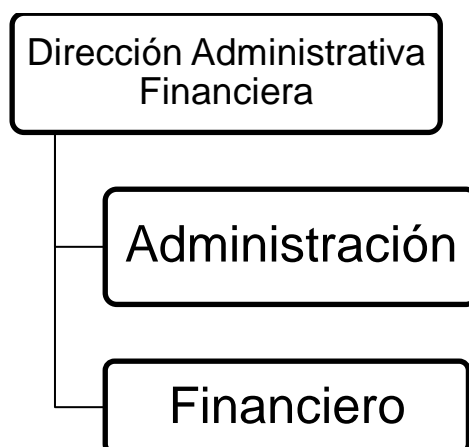 Dirección Administrativa
Financiera
Administración
Financiero